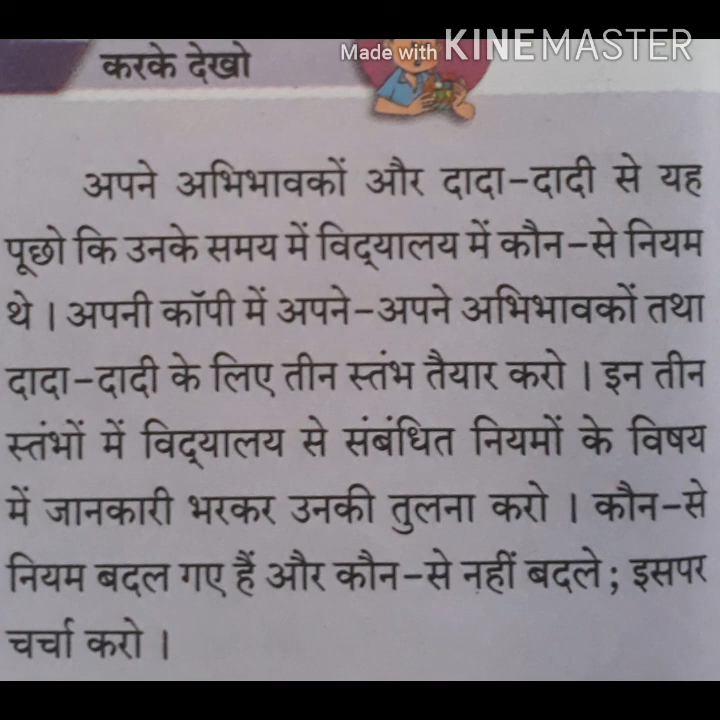 करके देखो
Made with KINEMASTER
अपने अभिभावकों और दादा-दादी से यह
पूछो कि उनके समय में विद्‌यालय में कौन-से नियम
थे । अपनी कॉपी में अपने-अपने अभिभावकों तथा
दादा-दादी के लिए तीन स्तंभ तैयार करो । इन तीन
स्तंभों में विद्‌यालय से संबंधित नियमों के विषय
में जानकारी भरकर उनकी तुलना करो । कौन-से
नियम बदल गए हैं और कौन-से नहीं बदले; इसपर
चर्चा करो ।